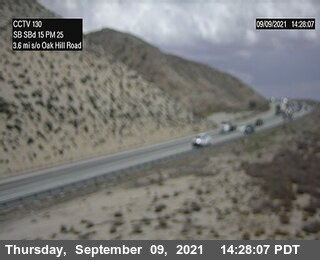 CCTV 130
SB SBd 15 PM 25
3.6 mi s/o Oak Hill Road
09/09/2021 14:28:07
Thursday, September 09, 2021 14:28:07 PDT